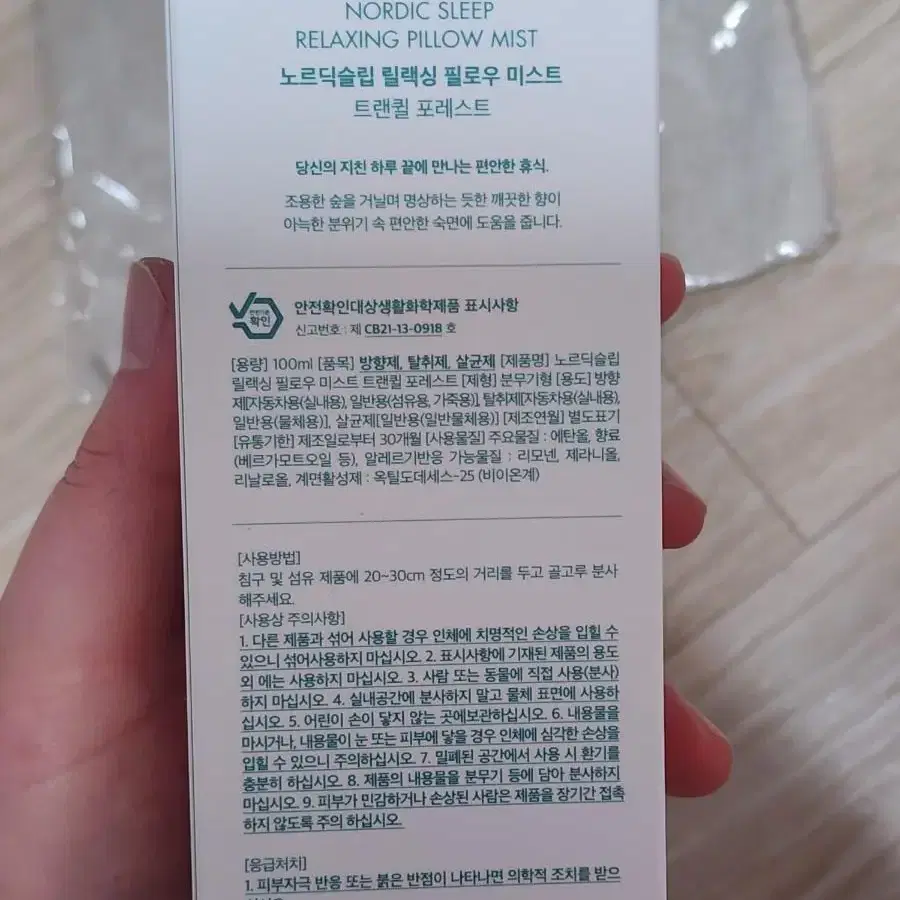 NORDIC SLEEP
RELAXING PILLOW MIST
노르딕슬립 릴랙싱 필로우 미스트
트랜퀼 포레스트
당신의 지친 하루 끝에 만나는 편안한 휴식.
조용한 숲을 거닐며 명상하는 듯한 깨끗한 향이
아늑한 분위기 속 편안한 숙면에 도움을 줍니다.
안전기준
확인
안전확인대상생활화학제품 표시사항
신고번호 : 제 CB21-13-0918 호
[용량] 100ml [품목] 방향제, 탈취제, 살균제 [제품명] 노르딕슬립
릴랙싱 필로우 미스트 트랜퀼 포레스트 [제형] 분무기형 [용도] 방향
제[자동차용(실내용), 일반용(섬유용, 가죽용)], 탈취제[자동차용(실내용),
일반용(물체용)], 살균제[일반용(일반물체용)] [제조연월] 별도표기
[유통기한] 제조일로부터 30개월 [사용물질] 주요물질 : 에탄올, 향료
(베르가모트오일 등), 알레르기반응 가능물질 : 리모넨, 제라니올,
리날로올, 계면활성제 : 옥틸도데세스-25 (비이온계)
[사용방법]
침구 및 섬유 제품에 20~30cm 정도의 거리를 두고 골고루 분사
해주세요.
[사용상 주의사항]
1. 다른 제품과 섞어 사용할 경우 인체에 치명적인 손상을 입힐 수
있으니 섞어사용하지 마십시오. 2. 표시사항에 기재된 제품의 용도
외 에는 사용하지 마십시오. 3. 사람 또는 동물에 직접 사용(분사)
하지 마십시오. 4. 실내공간에 분사하지 말고 물체 표면에 사용하
십시오. 5. 어린이 손이 닿지 않는 곳에보관하십시오. 6. 내용물을
마시거나, 내용물이 눈 또는 피부에 닿을 경우 인체에 심각한 손상을
입힐 수 있으니 주의하십시오. 7. 밀폐된 공간에서 사용 시 환기를
충분히 하십시오. 8. 제품의 내용물을 분무기 등에 담아 분사하지
마십시오. 9. 피부가 민감하거나 손상된 사람은 제품을 장기간 접촉
하지 않도록 주의 하십시오.
[응급처치]
1. 피부자극 반응 또는 붉은 반점이 나타나면 의학적 조치를 받으